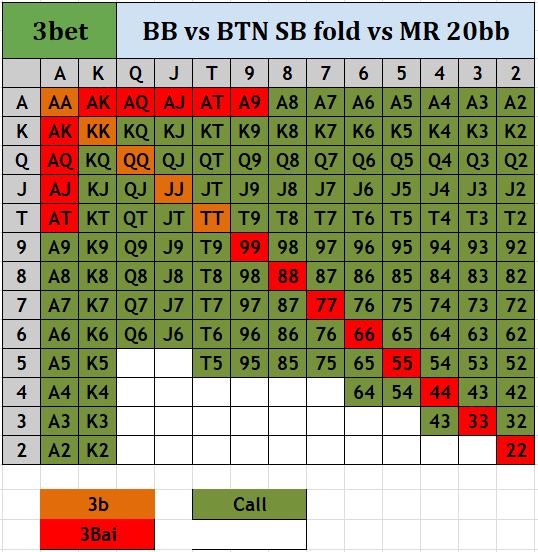 3bet BB vs BTN SB fold vs MR 20bb
A K Q J T 9 8 7 6 5 4 3 2
A AA AK AQ AJ AT A9 A8 A7 A6 A5 A4 A3 A2
K AK KK KQ KJ KT K9 K8 K7 K6 K5 K4 K3 K2
Q AQ KQ QQ QJ QT Q9 Q8 Q7 Q6 Q5 Q4 Q3 Q2
J AJ KJ QJ JJ JT J9 J8 J7 J6 J5 J4 J3 J2
T AT KT QT JT TT T9 T8 T7 T6 T5 T4 T3 T2
9 A9 K9 Q9 J9 T9 99 98 97 96 95 94 93 92
8 A8 K8 Q8 J8 T8 98 88 87 86 85 84 83 82
7 A7 K7 Q7 J7 T7 97 87 77 76 75 74 73 72
6 A6 K6 Q6 J6 T6 96 86 76 66 65 64 63 62
5 A5 K5 T5 95 85 75 65 55 54 53 52
4 A4 K4 64 54 44 43 42
3 A3 K3 43 33 32
2 A2 K2 22
3b Call
3Bai